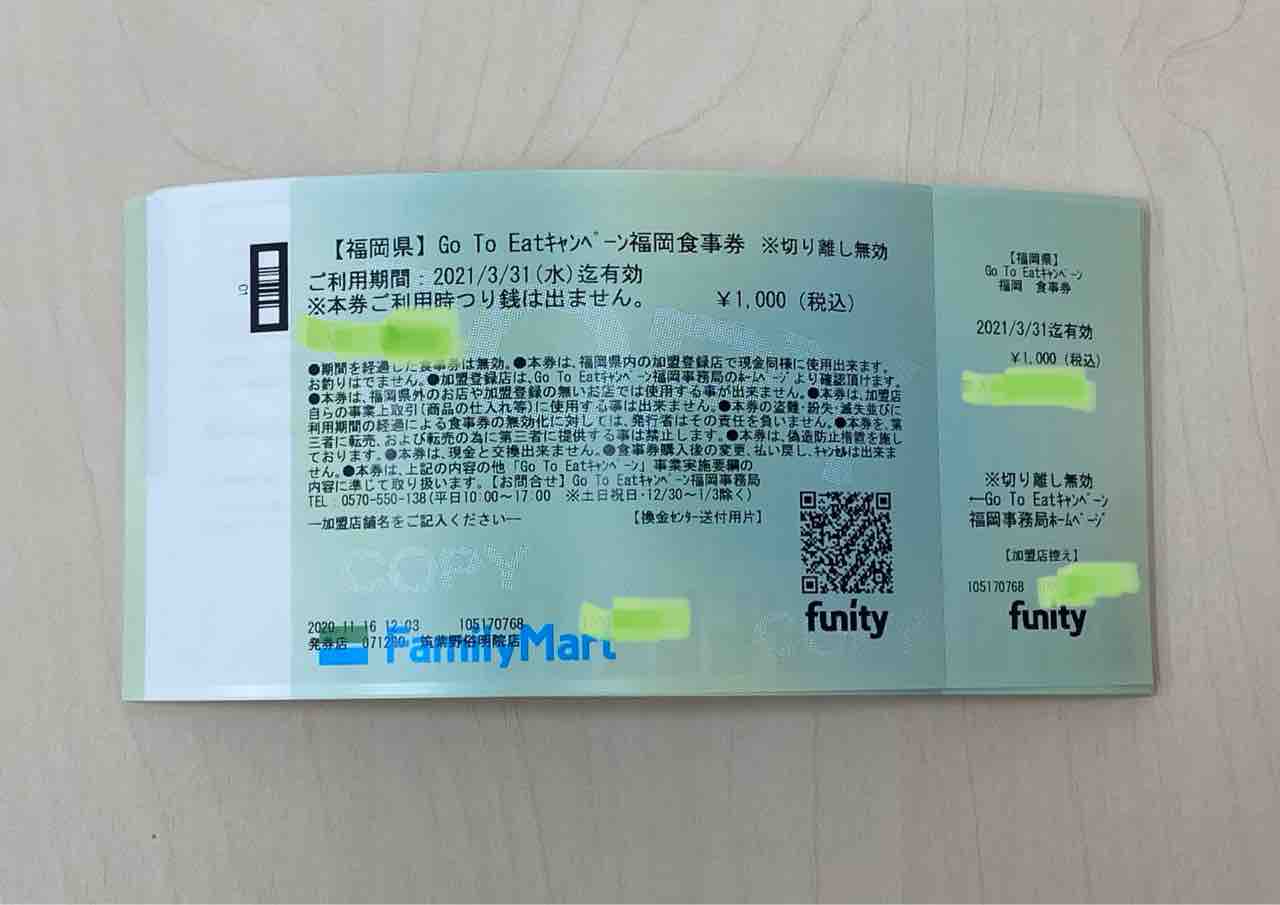 【福岡県】Go To Eatｷｬﾝﾍﾟｰﾝ福岡食事券 ※切り離し無効
ご利用期間：2021/3/31(水)迄有効
※本券ご利用時つり銭は出ません。 ￥1,000（税込）
●期間を経過した食事券は無効。●本券は、福岡県内の加盟登録店で現金同様に使用出来ます。
お釣りはでません。●加盟登録店は、Go To Eatｷｬﾝﾍﾟｰﾝ福岡事務局のﾎｰﾑﾍﾟｰｼﾞより確認頂けます。
●本券は、福岡県外のお店や加盟登録の無いお店では使用する事が出来ません。●本券は、加盟店
自らの事業上取引(商品の仕入れ等)に使用する事は出来ません。●本券の盗難･紛失･滅失並びに
利用期間の経過による食事券の無効化に対しては、発行者はその責任を負いません。●本券を、第
三者に転売、および転売の為に第三者に提供する事は禁止します。●本券は、偽造防止措置を施し
ております。●本券は、現金と交換出来ません。●食事券購入後の変更、払い戻し、ｷｬﾝｾﾙは出来ま
せん。●本券は、上記の内容の他「Go To Eatｷｬﾝﾍﾟｰﾝ」事業実施要綱の
内容に準じて取り扱います。【お問合せ】Go To Eatｷｬﾝﾍﾟｰﾝ福岡事務局
TEL：0570-550-138(平日10:00～17:00 ※土日祝日･12/30～1/3除く)
―加盟店舗名をご記入ください― 【換金ｾﾝﾀｰ送付用片】
COPY
COPY
funity
2020.11.16 12:03 105170768
発券店 筑紫野俗明院店
FamilyMart
01
【福岡県】
Go To Eatｷｬﾝﾍﾟｰﾝ
福岡 食事券
2021/3/31迄有効
￥1,000（税込）
※切り離し無効
←Go To Eatｷｬﾝﾍﾟｰﾝ
福岡事務局ﾎｰﾑﾍﾟｰｼﾞ
【加盟店控え】
105170768
funity